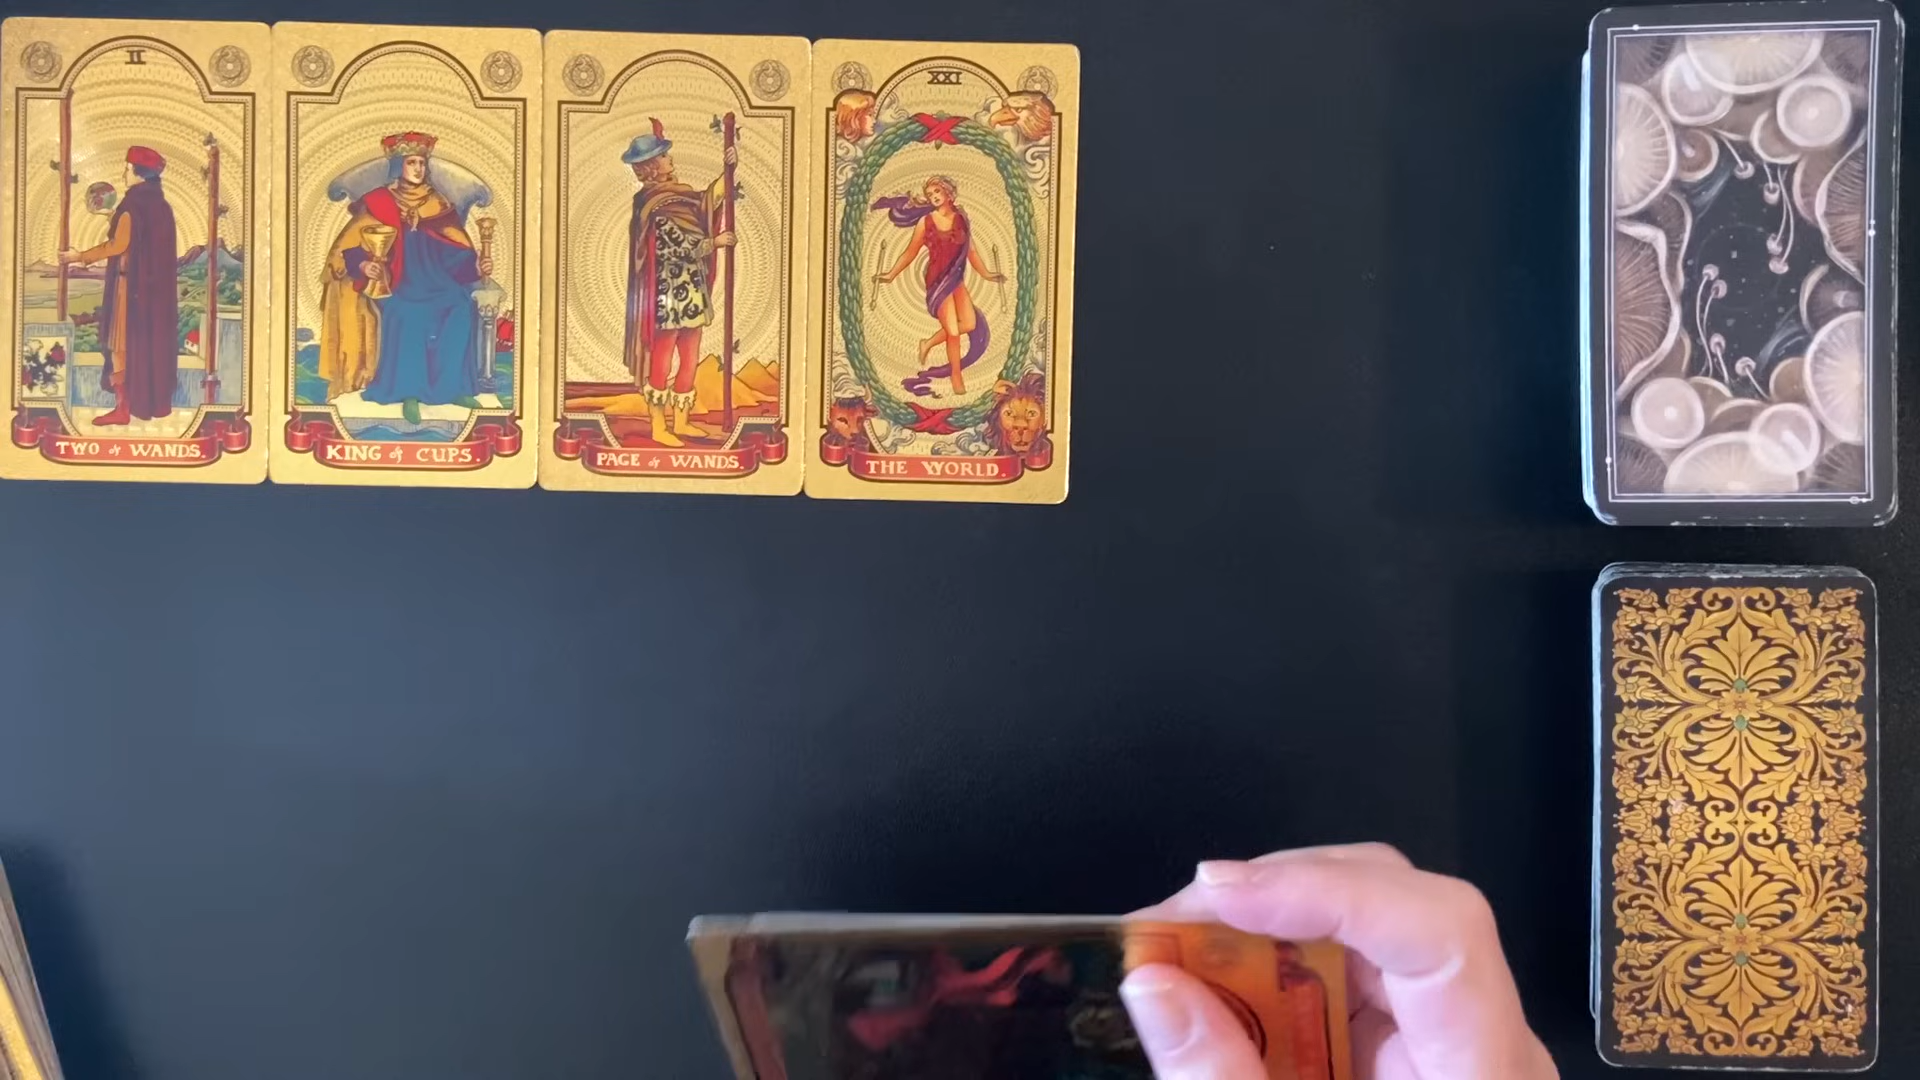 II
TWO of WANDS.
KING of CUPS.
PAGE of WANDS.
XXI
THE WORLD.